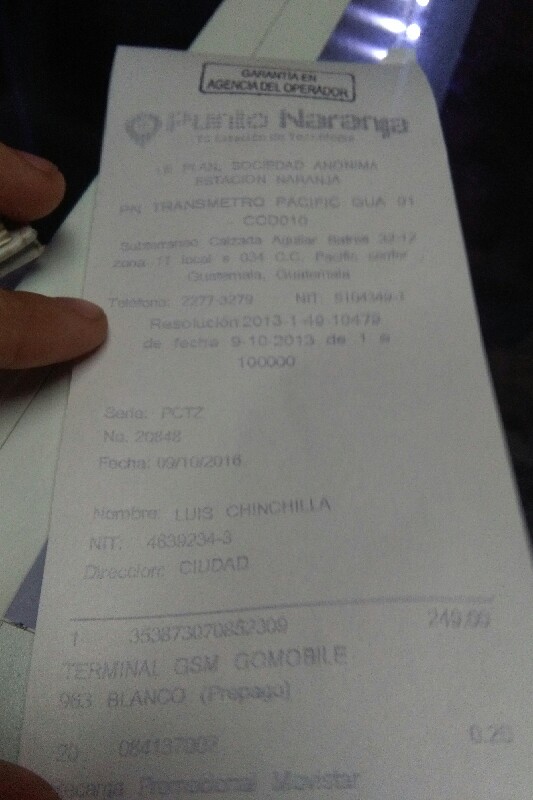 GARANTIA EN
AGENCIA DEL OPERADOR
Punto Naranja
Tu Estación de Tecnología
LE PLAN, SOCIEDAD ANONIMA
ESTACION NARANJA
PN TRANSMETRO PACIFIC GUA 01
CCD010
Subterraneo Calzada Aguilar Batres 32-12
zona 11 local s 034 C.C. Pacific center
Guatemala, Guatemala
Teléfono: 2277-3279 NIT:
Resolución 2013-1-49-10479
de fecha 9-10-2013 de 1 a
100000
Serie: PCTZ
No. 20848
Fecha: 09/10/2016
Nombre: LUIS CHINCHILLA
NIT: 4639234-3
Direccion: CIUDAD
1 353873070852309 249.00
TERMINAL GSM GOMOBILE
963 BLANCO (Prepago)
20 084137002 0.20
Recarga Promocional Movistar